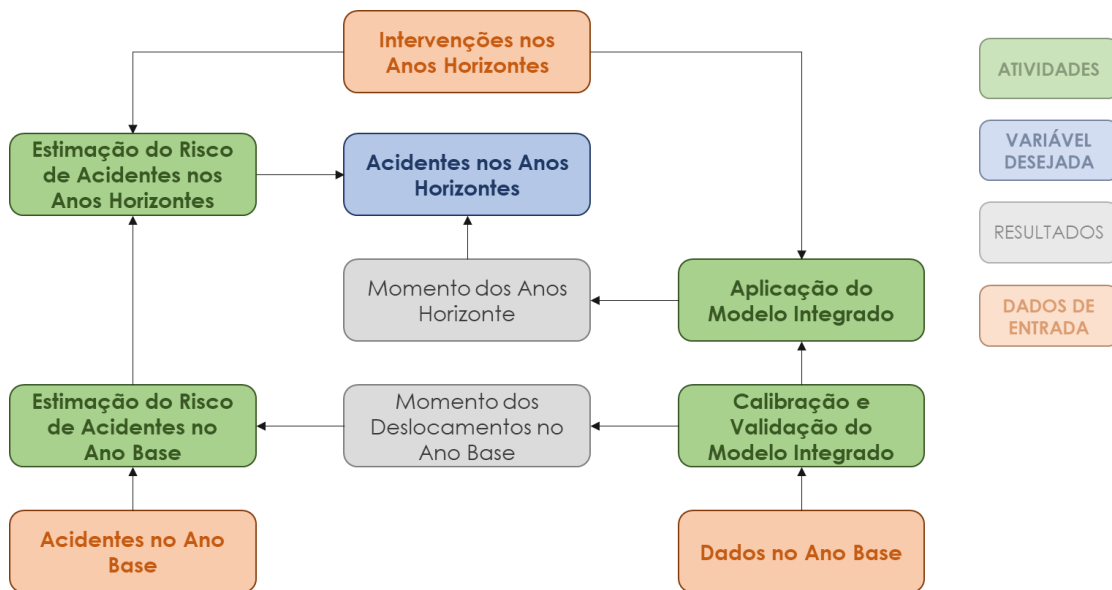 Intervenções nos
Anos Horizontes
ATIVIDADES
Estimação do Risco
de Acidentes nos
Anos Horizontes
Acidentes nos Anos
Horizontes
VARIÁVEL
DESEJADA
RESULTADOS
Momento dos Anos
Horizonte
Aplicação do
Modelo Integrado
DADOS DE
ENTRADA
Estimação do Risco
de Acidentes no
Ano Base
Momento dos
Deslocamentos no
Ano Base
Calibração e
Validação do
Modelo Integrado
Acidentes no Ano
Base
Dados no Ano Base